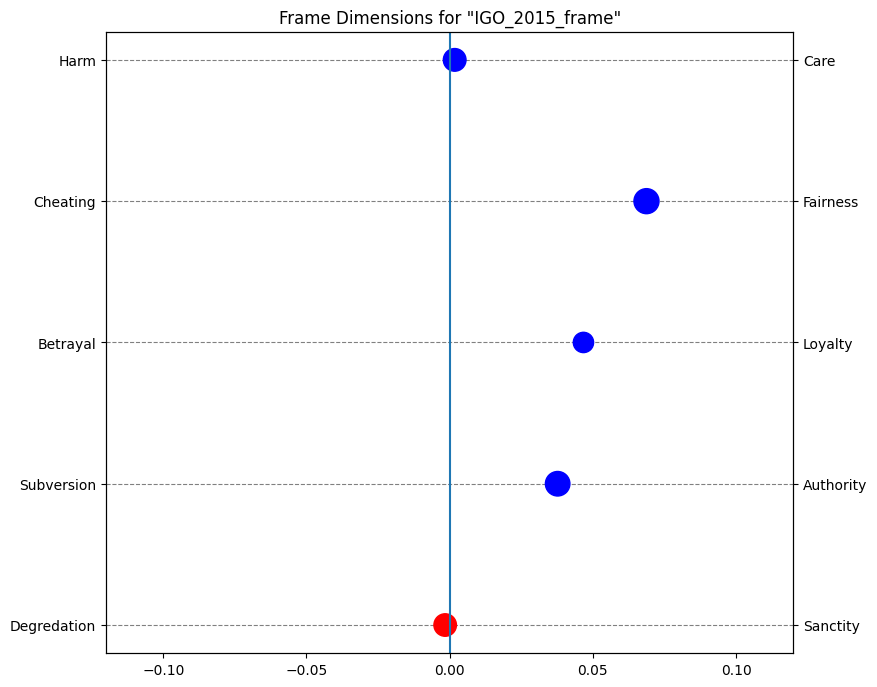 Frame Dimensions for "IGO_2015_frame"
Harm
Care
Cheating
Fairness
Betrayal
Loyalty
Subversion
Authority
Degredation
Sanctity
−0.10
−0.05
0.00
0.05
0.10